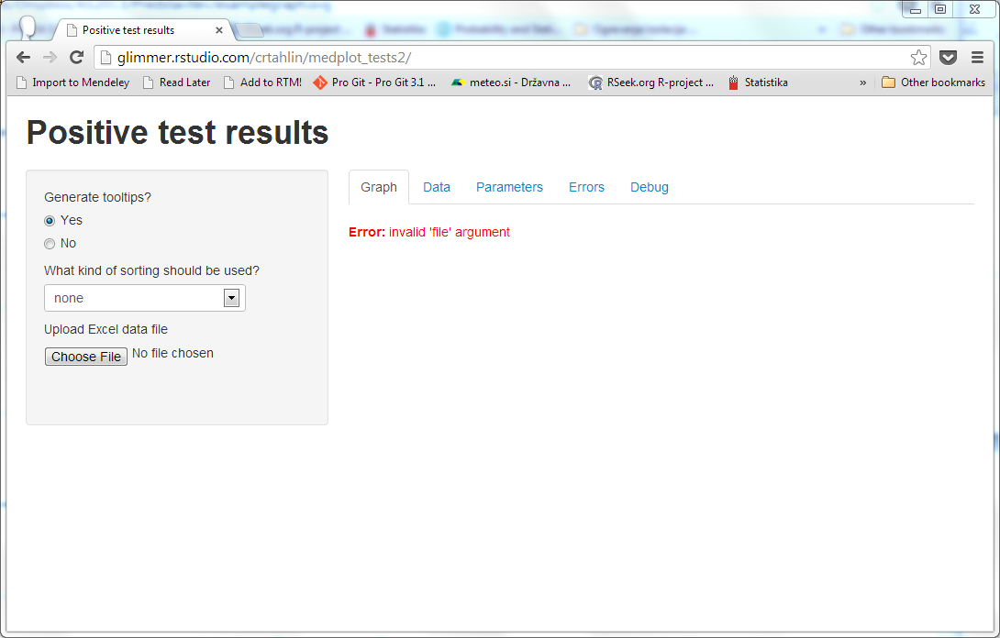 Positive test results
glimmer.rstudio.com/crtahlin/medplot_tests2/
Import to Mendeley Read Later Add to RTM! Pro Git - Pro Git 3.1 ... meteo.si - Državna ... RSeek.org R-project ... Statistika » Other bookmarks
Positive test results
Generate tooltips?
Yes
No
What kind of sorting should be used?
none
Upload Excel data file
Choose File No file chosen
Graph Data Parameters Errors Debug
Error: invalid 'file' argument